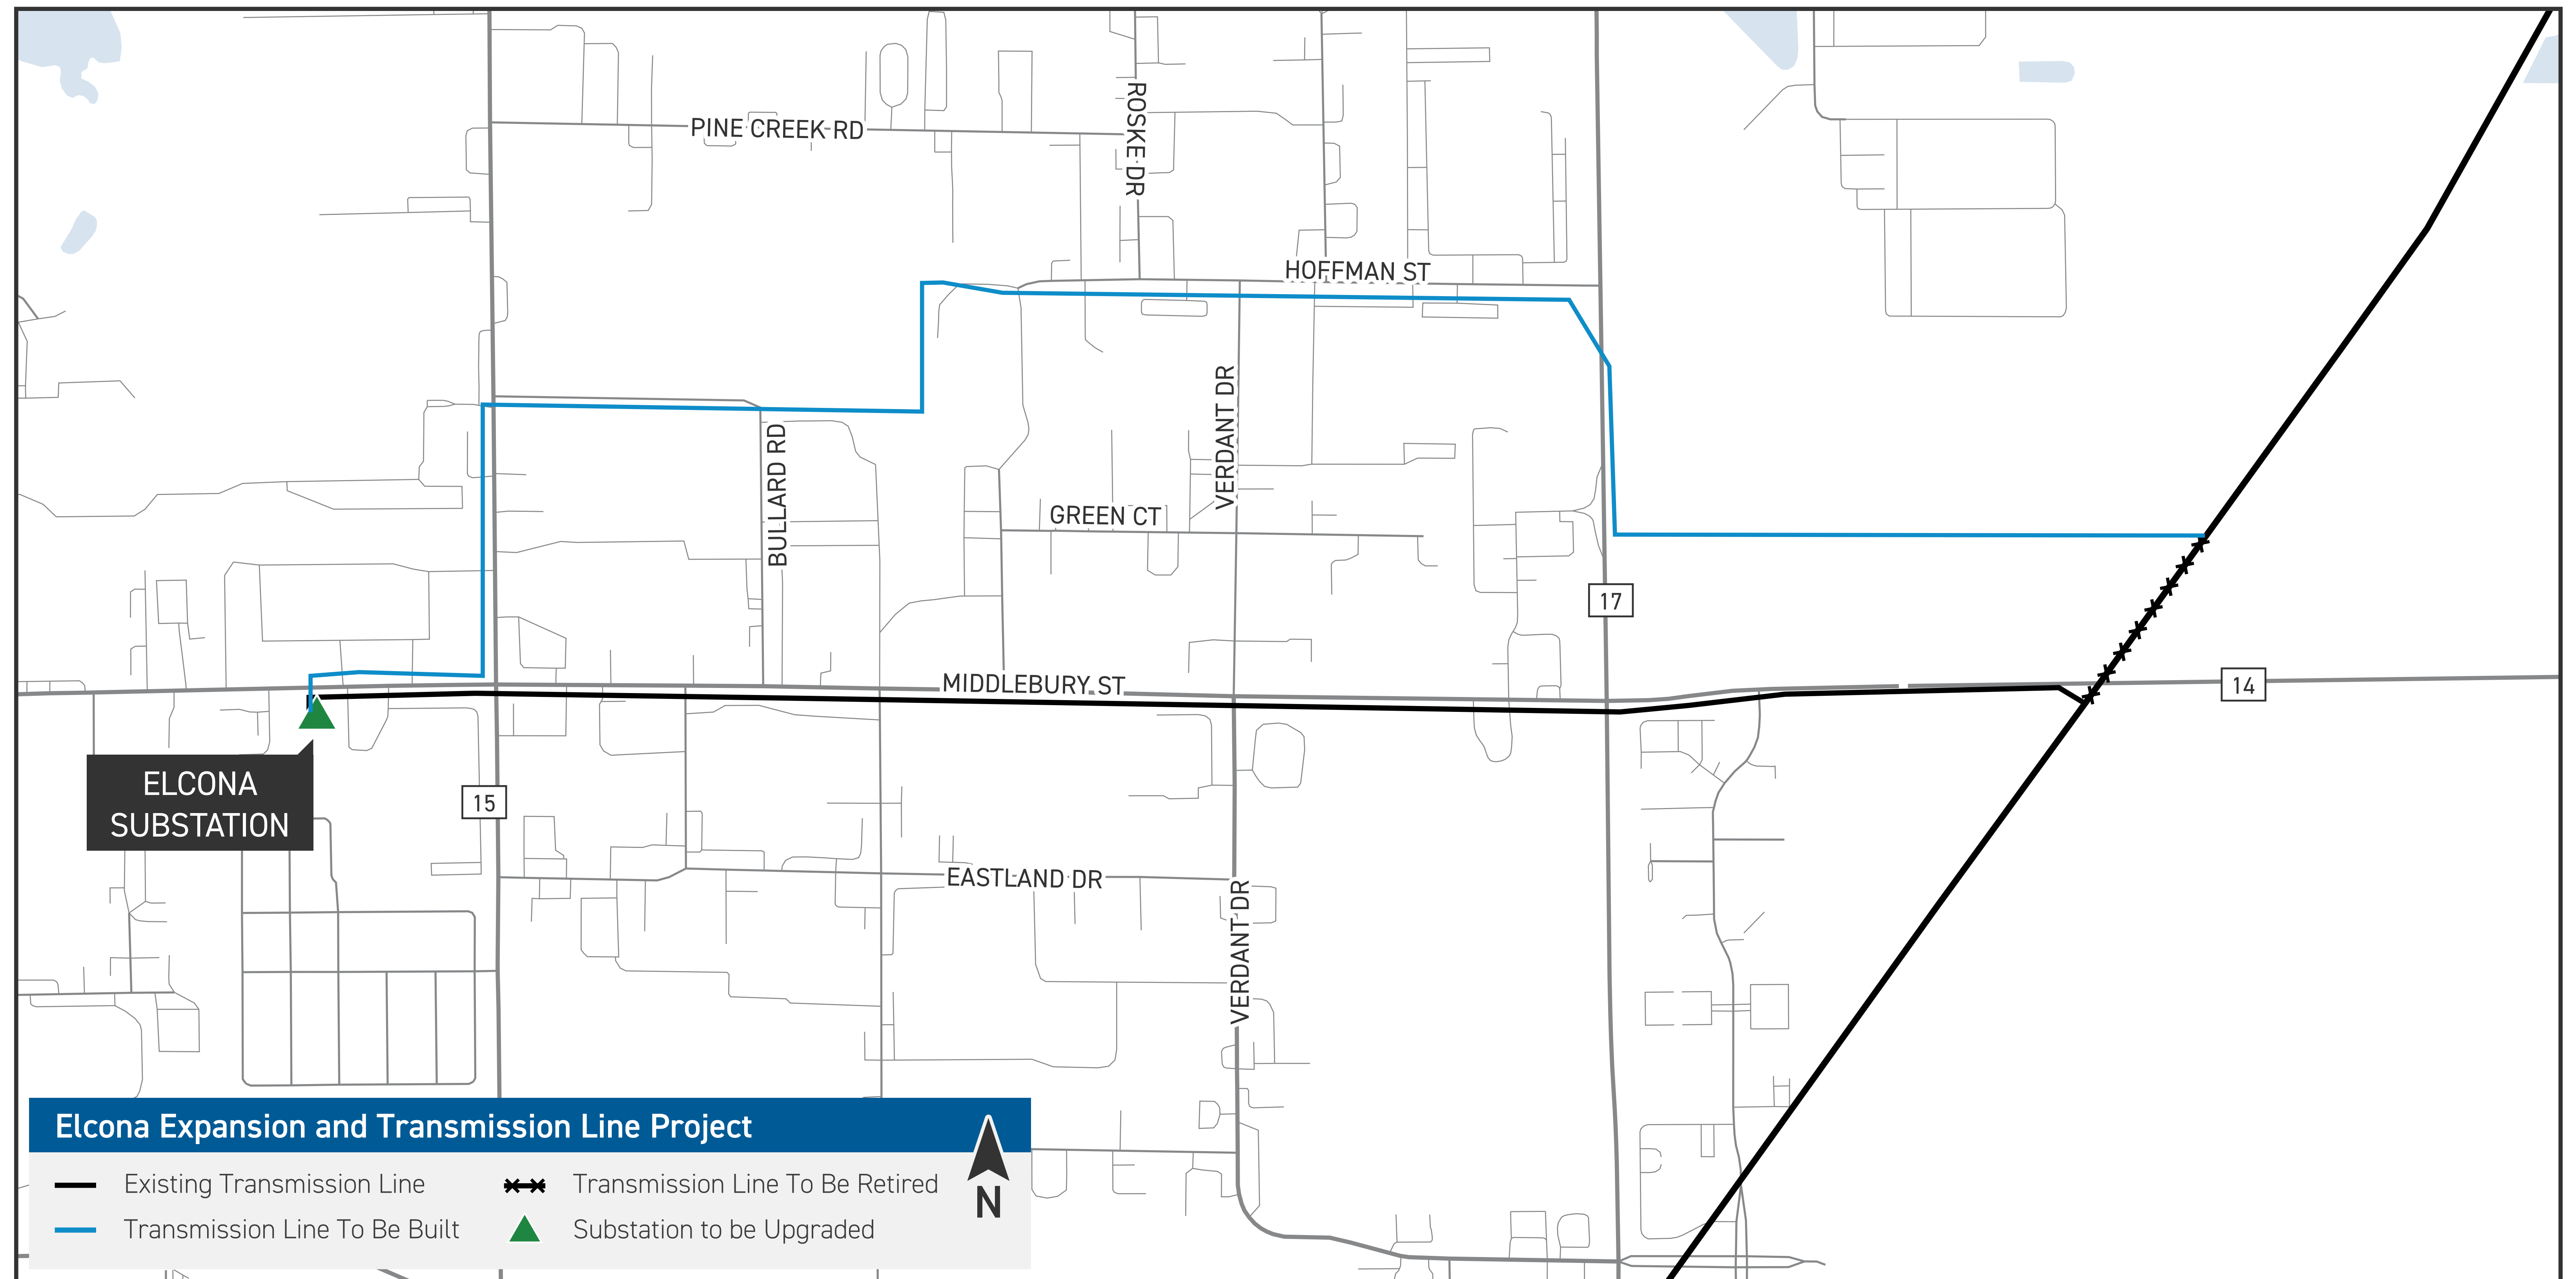 PINE CREEK RD
ROSKE DR
HOFFMAN ST
VERDANT DR
BULLARD RD
GREEN CT
17
MIDDLEBURY ST
14
ELCONA
SUBSTATION
15
EASTLAND DR
VERDANT DR
Elcona Expansion and Transmission Line Project
Existing Transmission Line
Transmission Line To Be Retired
Transmission Line To Be Built
Substation to be Upgraded
N